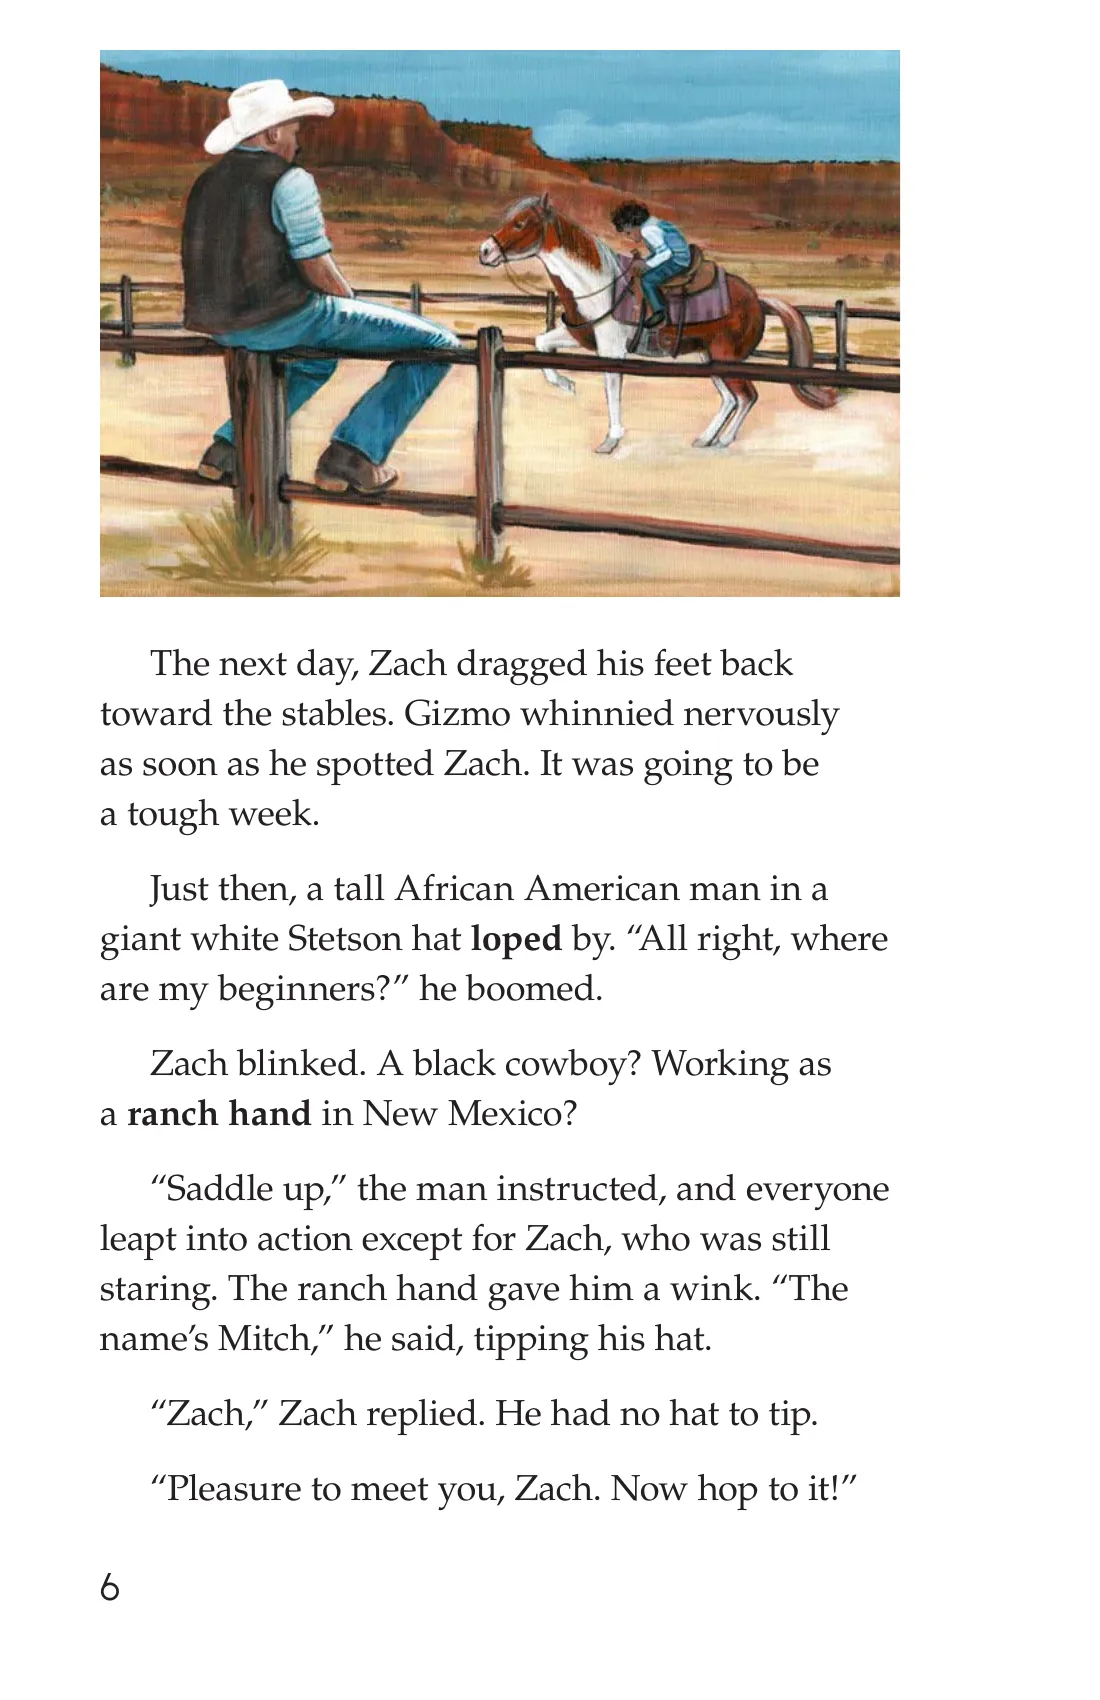 The next day, Zach dragged his feet back
toward the stables. Gizmo whinnied nervously
as soon as he spotted Zach. It was going to be
a tough week.
Just then, a tall African American man in a
giant white Stetson hat loped by. “All right, where
are my beginners?” he boomed.
Zach blinked. A black cowboy? Working as
a ranch hand in New Mexico?
“Saddle up,” the man instructed, and everyone
leapt into action except for Zach, who was still
staring. The ranch hand gave him a wink. “The
name’s Mitch,” he said, tipping his hat.
“Zach,” Zach replied. He had no hat to tip.
“Pleasure to meet you, Zach. Now hop to it!”
6